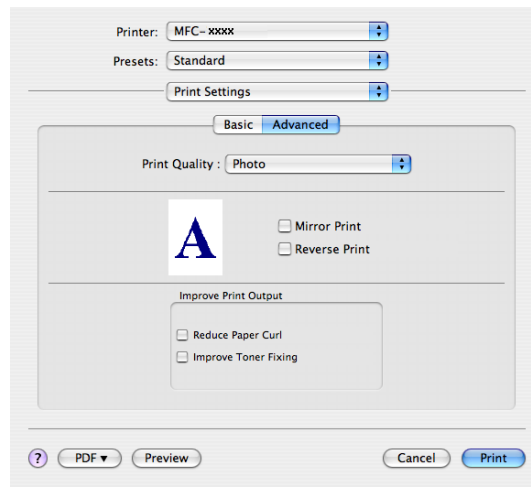 Printer: MFC- xxxx
Presets: Standard
Print Settings
Basic Advanced
Print Quality : Photo
A
Mirror Print
Reverse Print
Improve Print Output
Reduce Paper Curl
Improve Toner Fixing
? PDF ▼ Preview Cancel Print